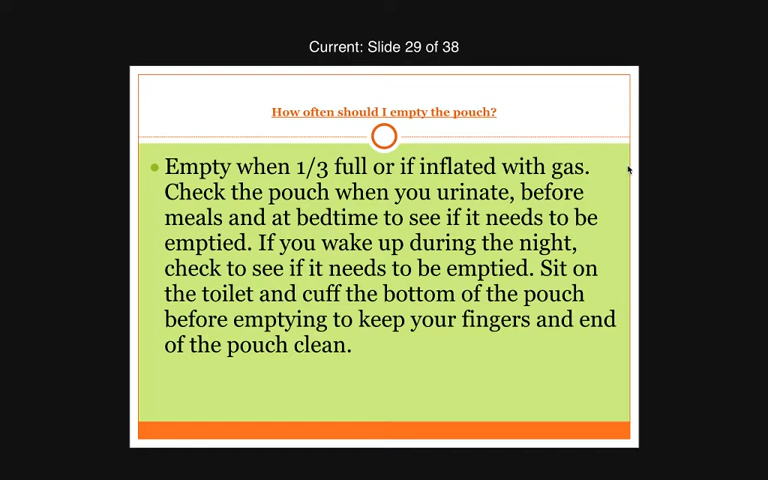 Current: Slide 29 of 38
How often should I empty the pouch?
Empty when 1/3 full or if inflated with gas.
Check the pouch when you urinate, before
meals and at bedtime to see if it needs to be
emptied. If you wake up during the night,
check to see if it needs to be emptied. Sit on
the toilet and cuff the bottom of the pouch
before emptying to keep your fingers and end
of the pouch clean.